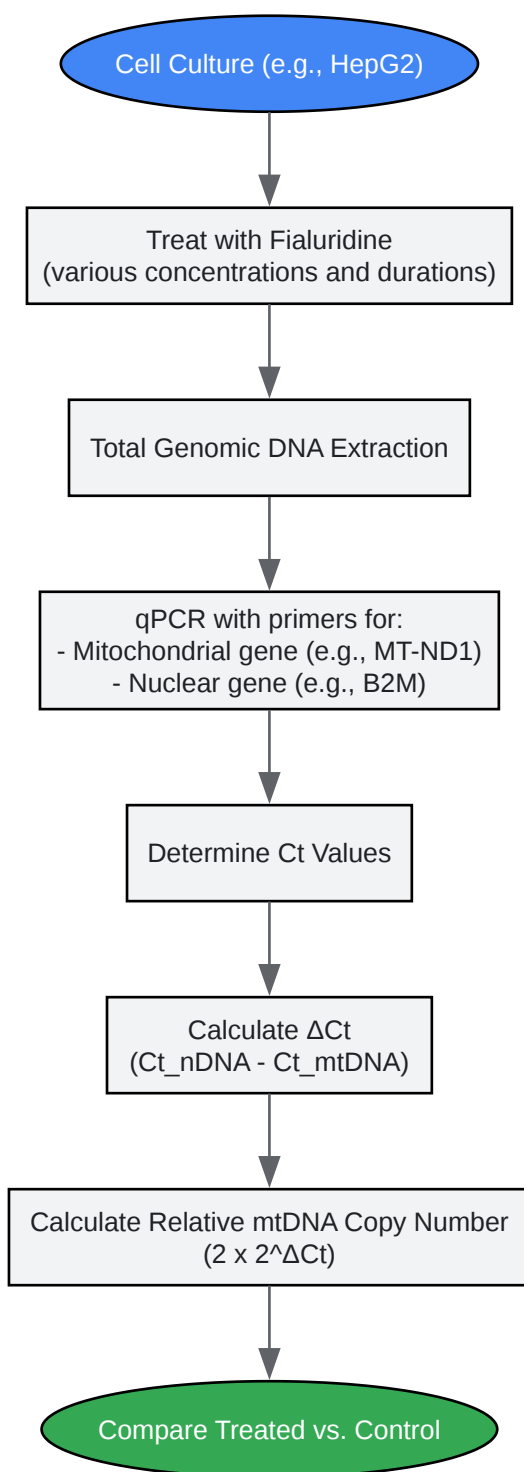 Cell Culture (e.g., HepG2)
Treat with Fialuridine
(various concentrations and durations)
Total Genomic DNA Extraction
qPCR with primers for:
- Mitochondrial gene (e.g., MT-ND1)
- Nuclear gene (e.g., B2M)
Determine Ct Values
Calculate ΔCt
(Ct_nDNA - Ct_mtDNA)
Calculate Relative mtDNA Copy Number
(2 x 2^ΔCt)
Compare Treated vs. Control